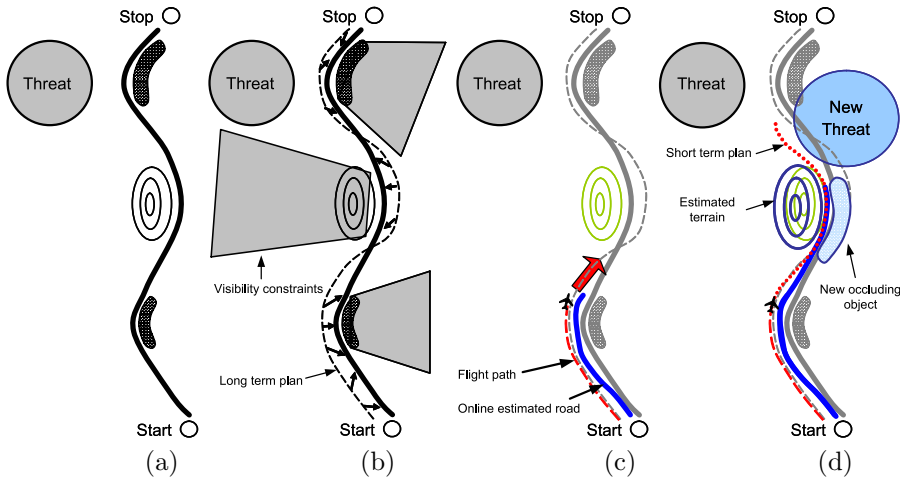 Stop
Threat
Start
(a)
Stop
Threat
Visibility constraints
Long term plan
Start
(b)
Stop
Threat
Flight path
Online estimated road
Start
(c)
Stop
Threat
New
Threat
Short term plan
Estimated
terrain
New occluding
object
Start
(d)